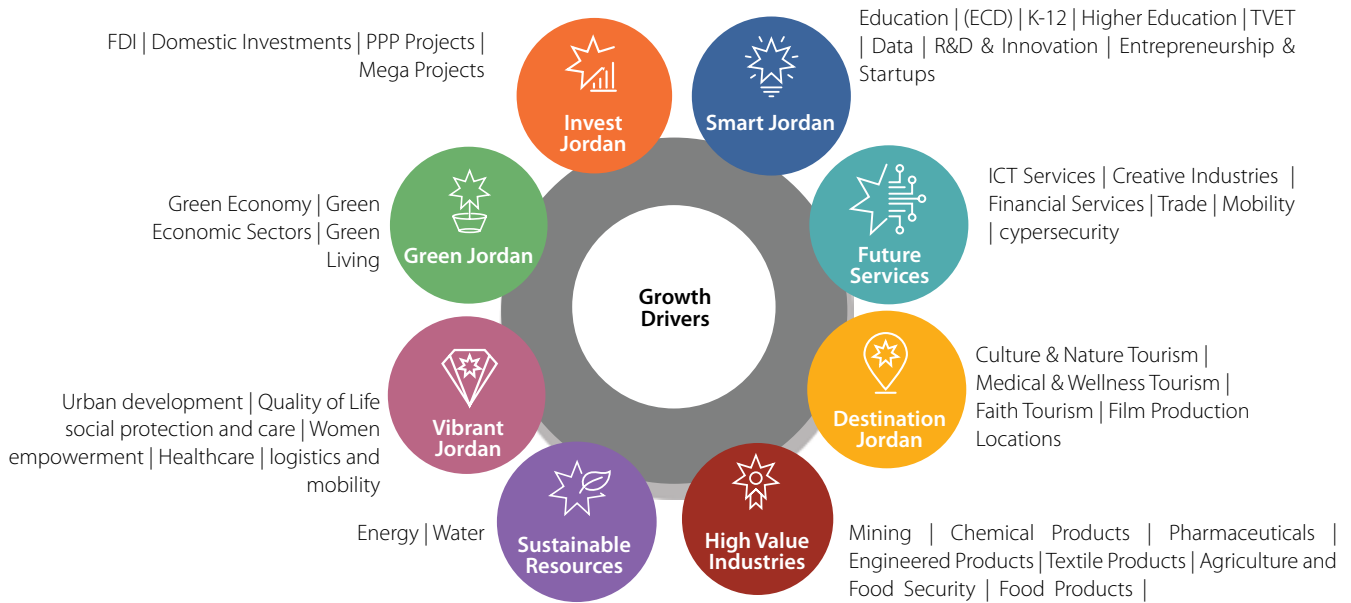 FDI | Domestic Investments | PPP Projects |
Mega Projects
Invest
Jordan
Education | (ECD) | K-12 | Higher Education | TVET
| Data | R&D & Innovation | Entrepreneurship &
Startups
Smart Jordan
ICT Services | Creative Industries |
Financial Services | Trade | Mobility
| cypersecurity
Future
Services
Culture & Nature Tourism |
Medical & Wellness Tourism |
Faith Tourism | Film Production
Locations
Destination
Jordan
Mining | Chemical Products | Pharmaceuticals |
Engineered Products | Textile Products | Agriculture and
Food Security | Food Products |
High Value
Industries
Energy | Water
Sustainable
Resources
Urban development | Quality of Life
social protection and care | Women
empowerment | Healthcare | logistics and
mobility
Vibrant
Jordan
Green Economy | Green
Economic Sectors | Green
Living
Green Jordan
Growth
Drivers